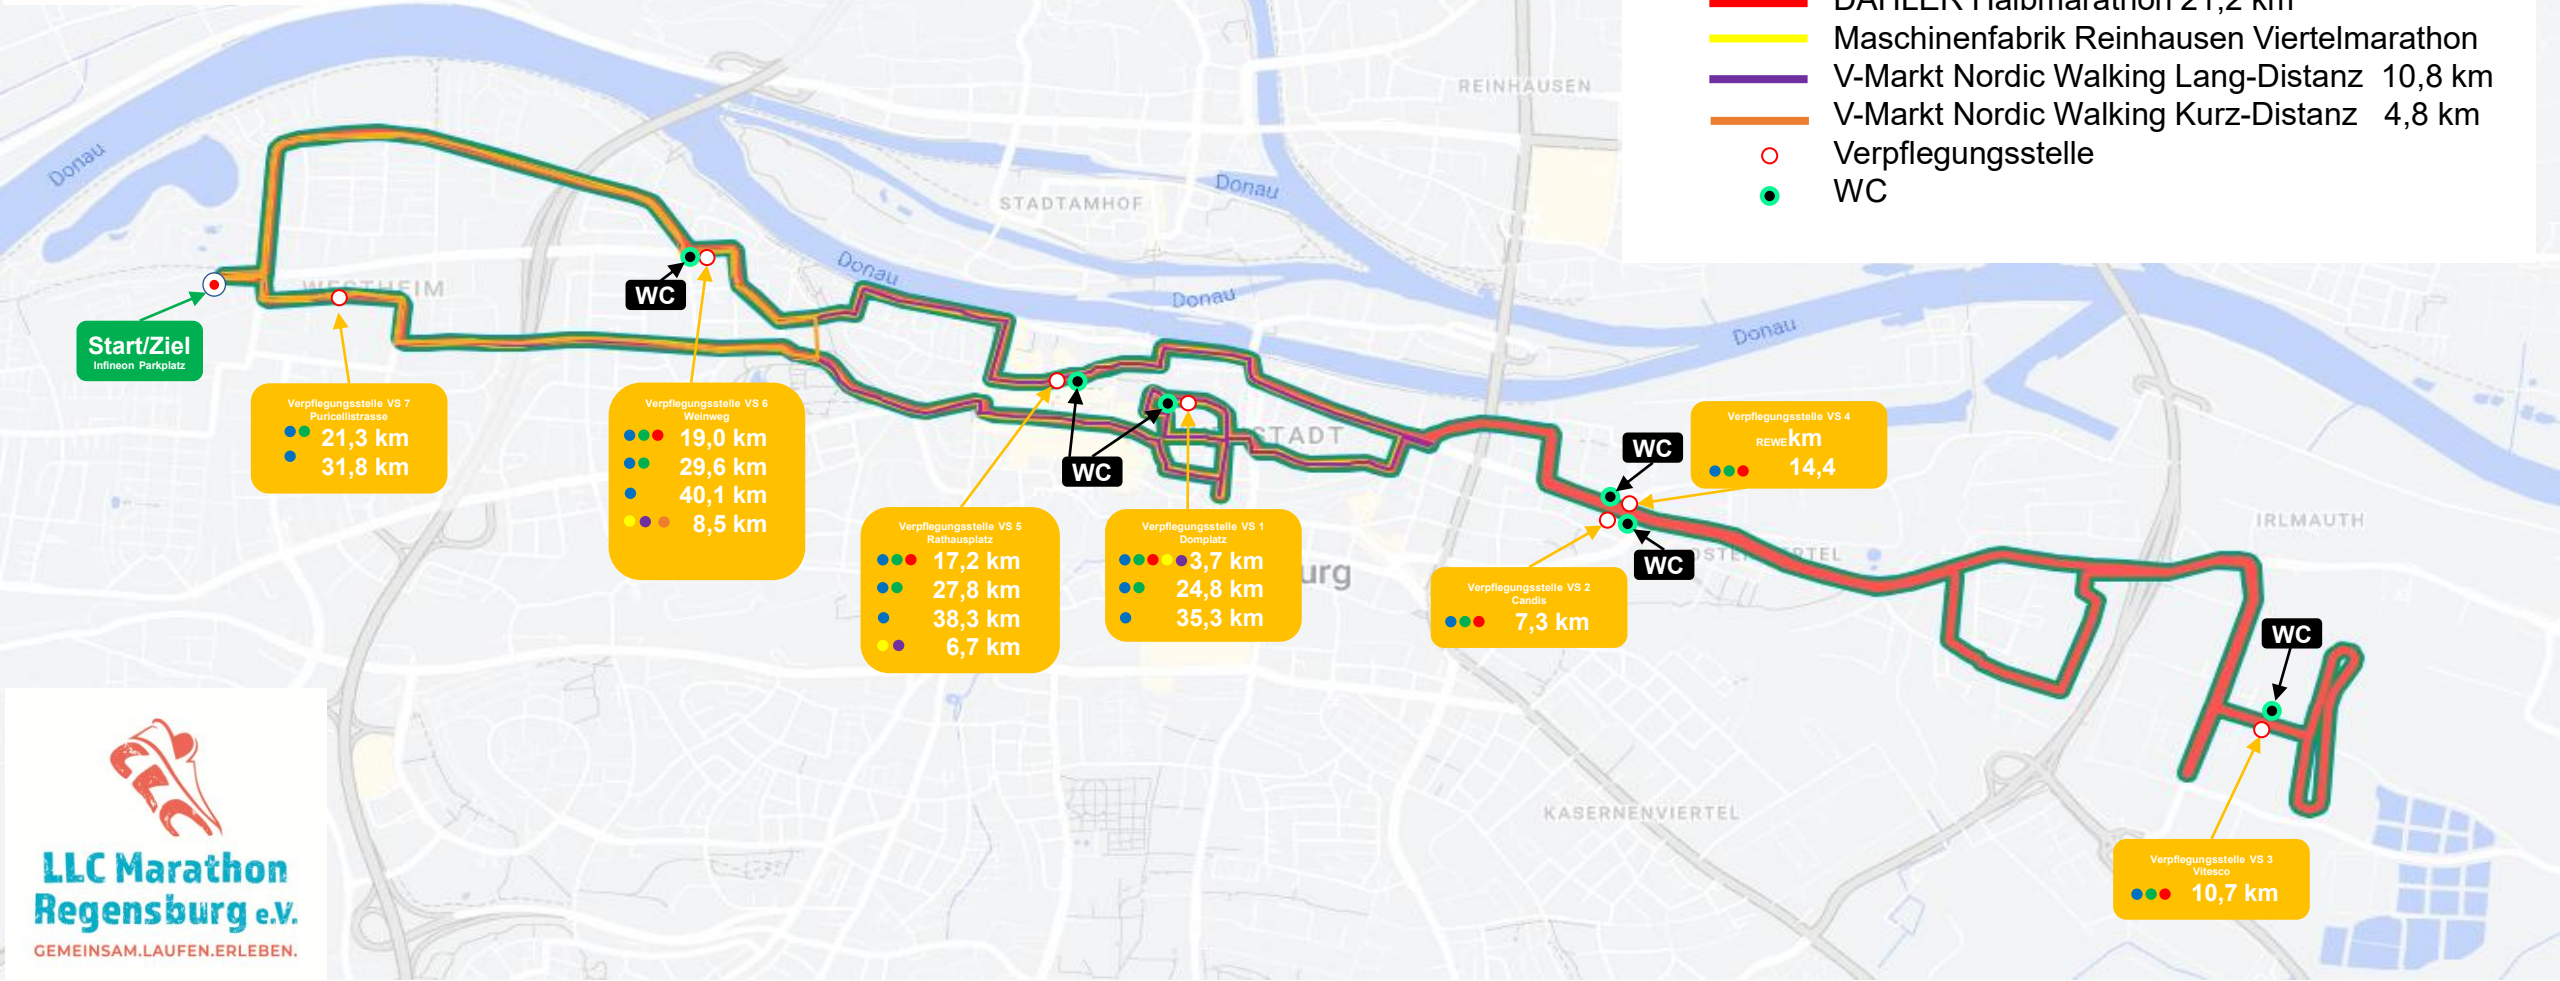 DAHLER Halbmarathon 21,2 km
Maschinenfabrik Reinhausen Viertelmarathon
V-Markt Nordic Walking Lang-Distanz 10,8 km
V-Markt Nordic Walking Kurz-Distanz 4,8 km
Verpflegungsstelle
WC
REINHAUSEN
Donau
Donau
STADTAMHOF
Donau
Donau
Donau
WESTHEIM
WC
Start/Ziel
Infineon Parkplatz
Verpflegungsstelle VS 7
Puricellistrasse
21,3 km
31,8 km
Verpflegungsstelle VS 6
Weinweg
19,0 km
29,6 km
40,1 km
8,5 km
STADT
WC
Verpflegungsstelle VS 5
Rathausplatz
17,2 km
27,8 km
38,3 km
6,7 km
Verpflegungsstelle VS 1
Domplatz
3,7 km
24,8 km
35,3 km
urg
WC
Verpflegungsstelle VS 4
REWE km
14,4
WC
Verpflegungsstelle VS 2
Candis
7,3 km
IRLMAUTH
WC
KASERNENVIERTEL
Verpflegungsstelle VS 3
Vitesco
10,7 km
LLC Marathon
Regensburg e.V.
GEMEINSAM.LAUFEN.ERLEBEN.